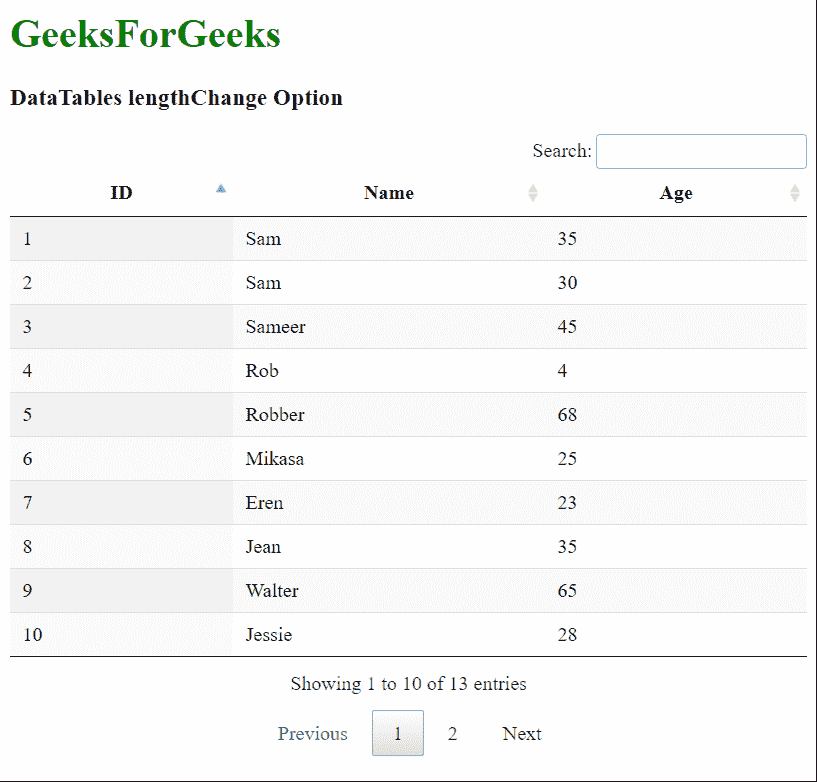 GeeksForGeeks
DataTables lengthChange Option
Search:
ID Name Age
1 Sam 35
2 Sam 30
3 Sameer 45
4 Rob 4
5 Robber 68
6 Mikasa 25
7 Eren 23
8 Jean 35
9 Walter 65
10 Jessie 28
Showing 1 to 10 of 13 entries
Previous 1 2 Next